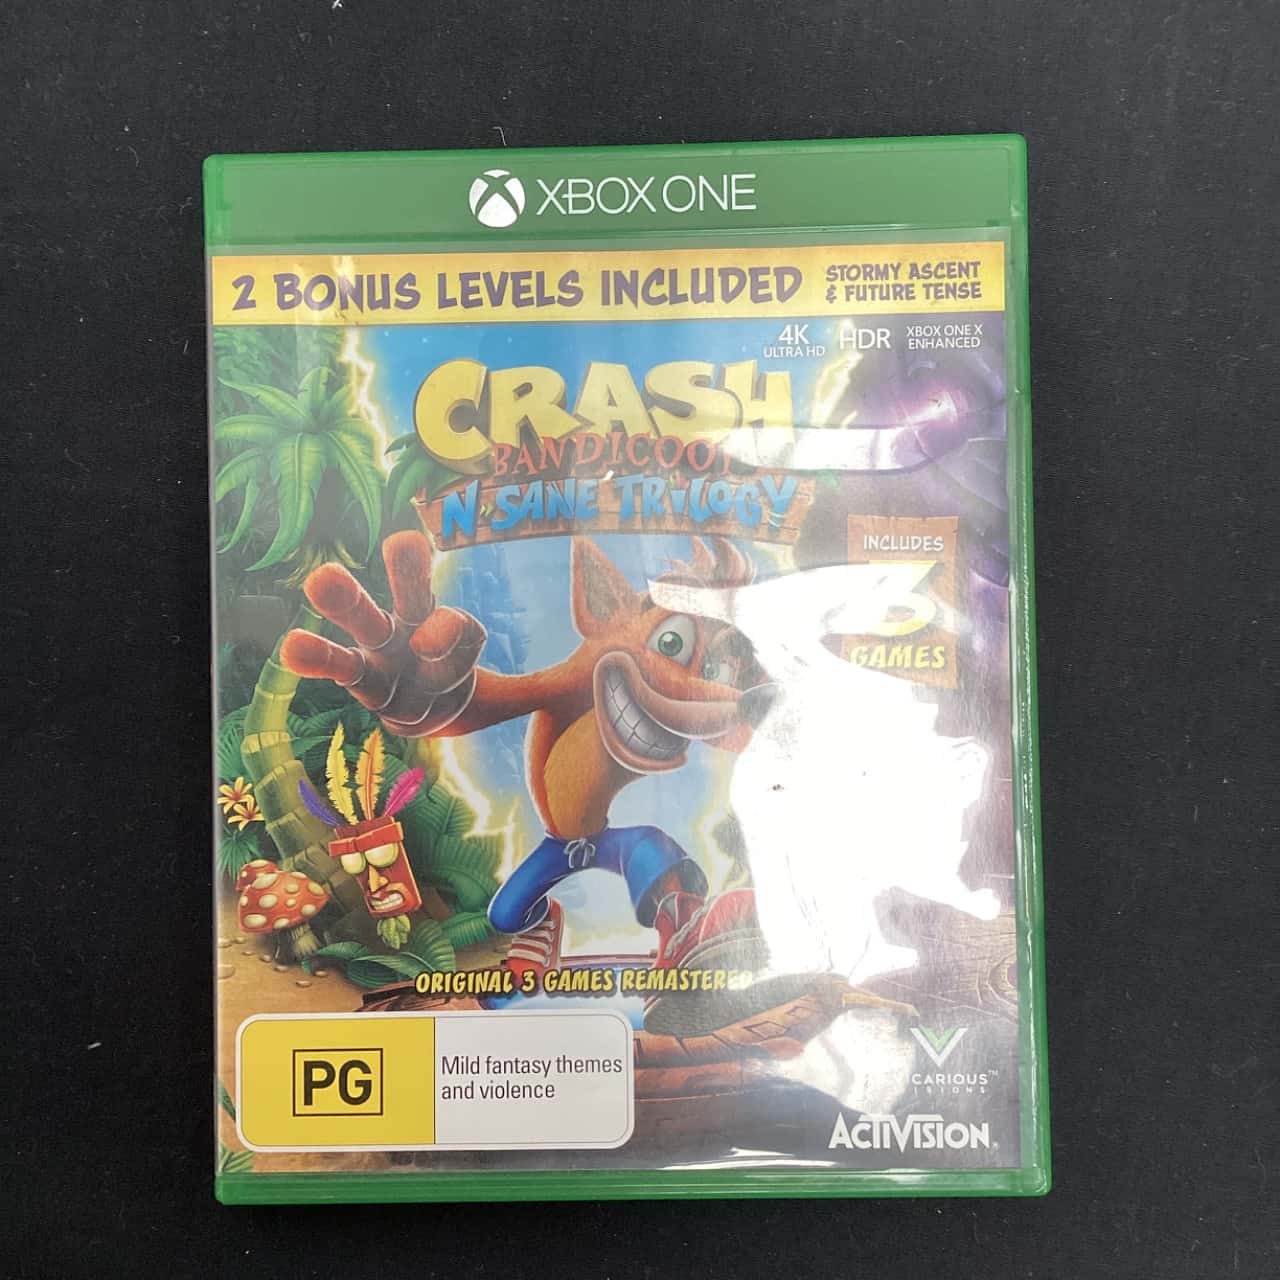 XBOX ONE
2 BONUS LEVELS INCLUDED
STORMY ASCENT
& FUTURE TENSE
4K
ULTRA HD
HDR
XBOX ONE X
ENHANCED
CRASH
BANDICOOT
N•SANE TRiLOGY
INCLUDES
3
GAMES
ORIGINAL 3 GAMES REMASTERED
PG
Mild fantasy themes
and violence
VICARIOUS™
ACTIVISION®